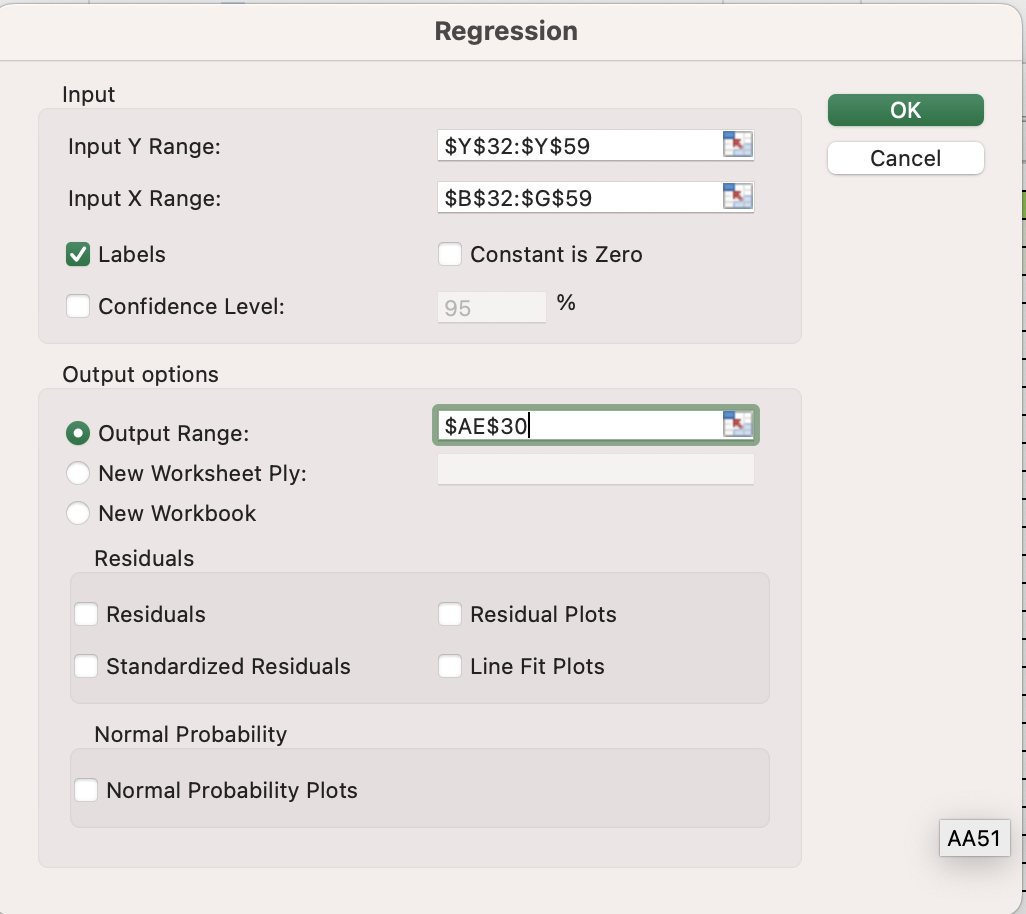 Regression
Input
OK
Input Y Range: $Y$32:$Y$59
Cancel
Input X Range: $B$32:$G$59
Labels Constant is Zero
Confidence Level: 95 %
Output options
Output Range: $AE$30
New Worksheet Ply:
New Workbook
Residuals
Residuals Residual Plots
Standardized Residuals Line Fit Plots
Normal Probability
Normal Probability Plots
AA51